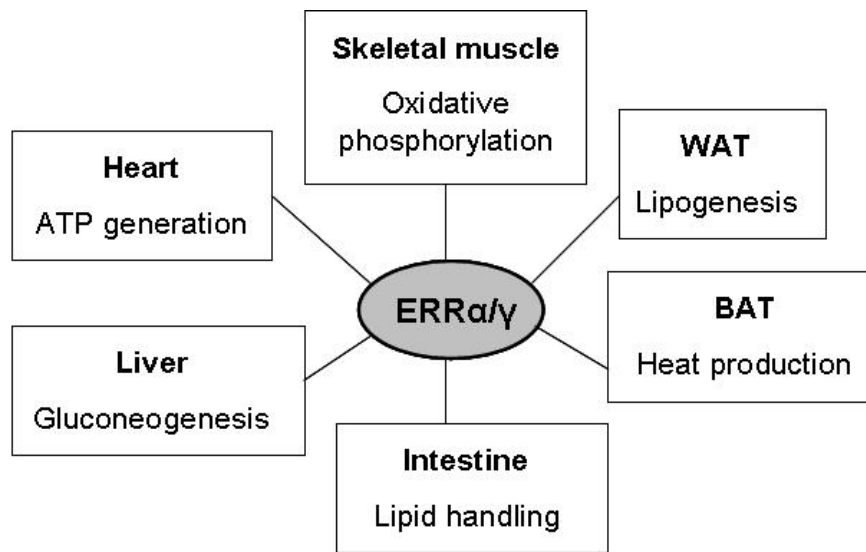 Skeletal muscle
Oxidative
phosphorylation
Heart
ATP generation
WAT
Lipogenesis
ERRα/γ
BAT
Heat production
Liver
Gluconeogenesis
Intestine
Lipid handling